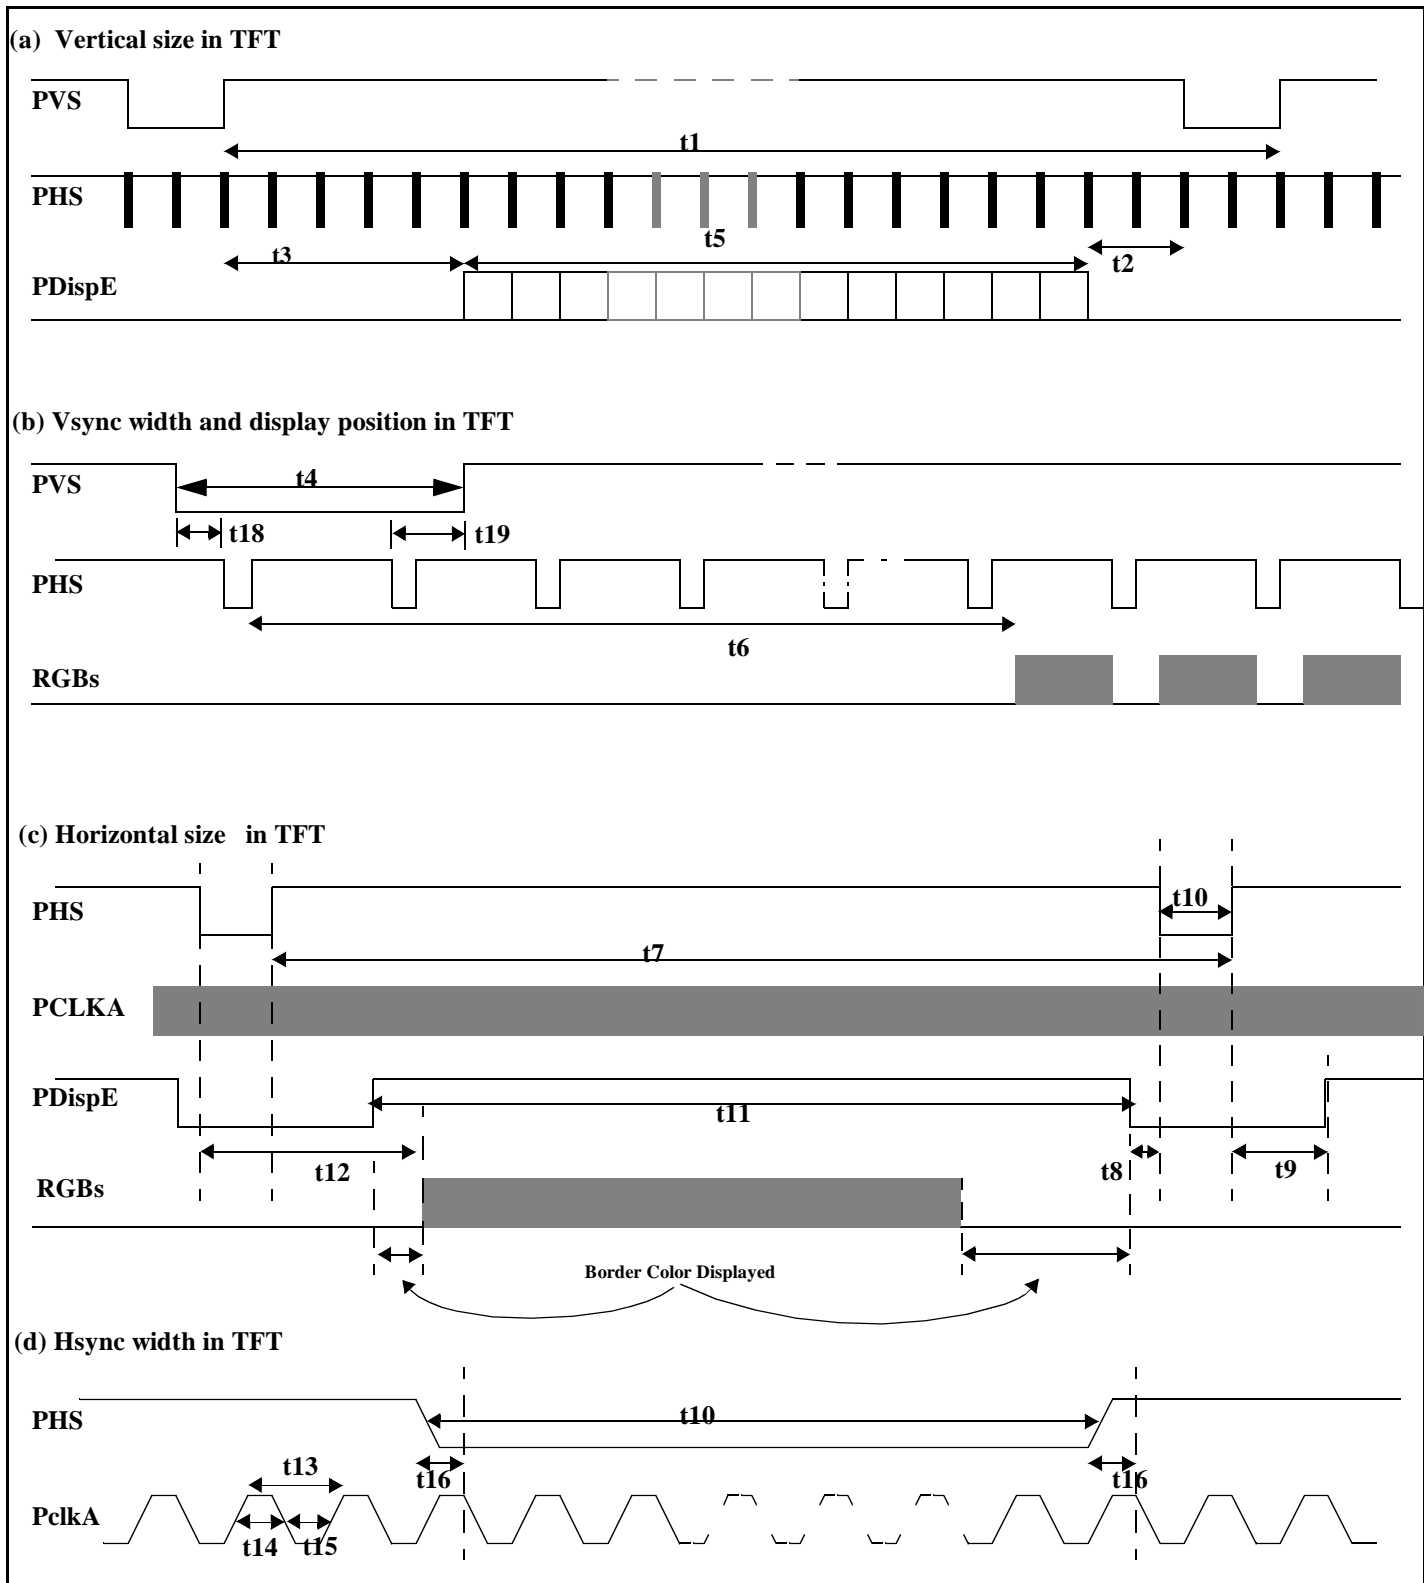 (a) Vertical size in TFT
PVS
t1
PHS
t5
t3
t2
PDispE
(b) Vsync width and display position in TFT
PVS
t4
t18
t19
PHS
t6
RGBs
(c) Horizontal size in TFT
PHS
t10
t7
PCLKA
PDispE
t11
t12
t8
t9
RGBs
Border Color Displayed
(d) Hsync width in TFT
PHS
t10
t13
t16
t16
PclkA
t14
t15